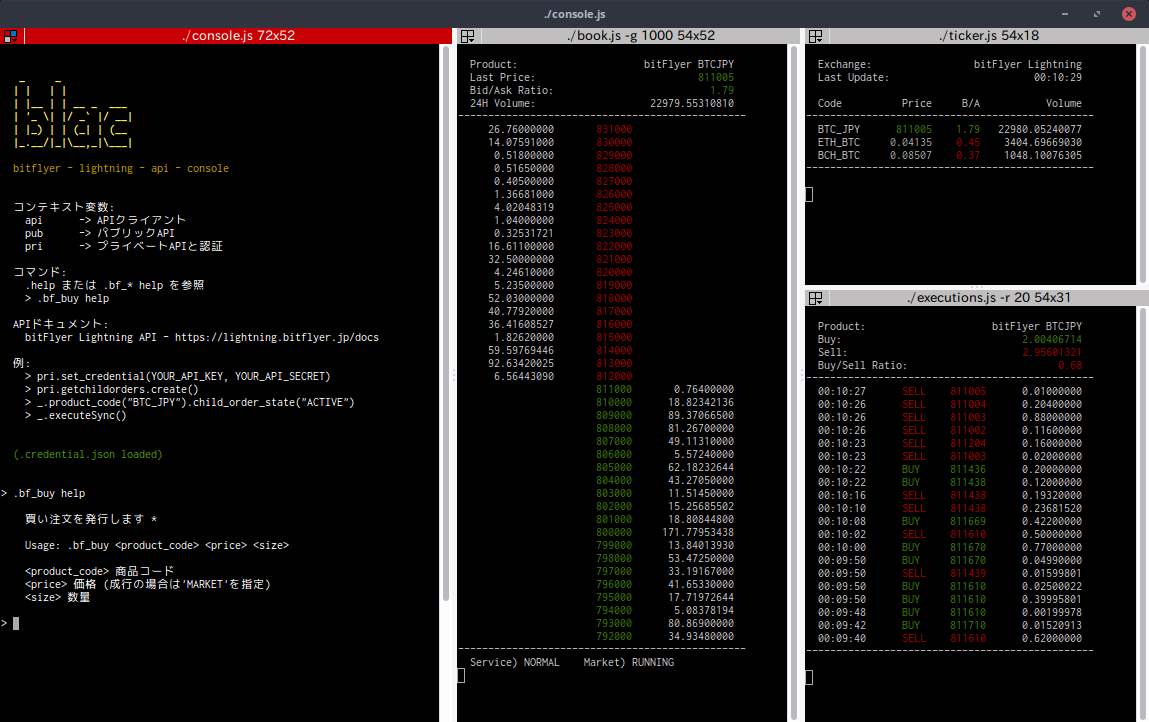 ./console.js
./console.js 72x52
bitflyer - lightning - api - console
コンテキスト変数:
api -> APIクライアント
pub -> パブリックAPI
pri -> プライベートAPIと認証
コマンド:
.help または .bf_* help を参照
> .bf_buy help
APIドキュメント:
bitFlyer Lightning API - https://lightning.bitflyer.jp/docs
例:
> pri.set_credential(YOUR_API_KEY, YOUR_API_SECRET)
> pri.getchildorders.create()
> _.product_code("BTC_JPY").child_order_state("ACTIVE")
> _.executeSync()
(.credential.json loaded)
> .bf_buy help
買い注文を発行します *
Usage: .bf_buy <product_code> <price> <size>
<product_code> 商品コード
<price> 価格 (成行の場合は'MARKET'を指定)
<size> 数量
>
./book.js -g 1000 54x52
Product: bitFlyer BTCJPY
Last Price: 811005
Bid/Ask Ratio: 1.79
24H Volume: 22979.55310810
26.76000000 831000
14.07591000 830000
0.51800000 829000
0.51650000 828000
0.40500000 827000
1.36681000 826000
4.02048319 825000
1.04000000 824000
0.32531721 823000
16.61100000 822000
32.50000000 821000
4.24610000 820000
5.23500000 819000
52.03000000 818000
40.77920000 817000
36.41608527 816000
1.82620000 815000
59.59769446 814000
92.63420025 813000
6.56443090 812000
811000 0.76400000
810000 18.82342136
809000 89.37066500
808000 81.26700000
807000 49.11310000
806000 5.57240000
805000 62.18232644
804000 43.27050000
803000 11.51450000
802000 15.25685502
801000 18.80844800
800000 171.77953438
799000 13.84013930
798000 53.47250000
797000 33.19167000
796000 41.65330000
795000 17.71972644
794000 5.08378194
793000 80.86900000
792000 34.93480000
Service) NORMAL Market) RUNNING
./ticker.js 54x18
Exchange: bitFlyer Lightning
Last Update: 00:10:29
Code Price B/A Volume
BTC_JPY 811005 1.79 22980.05240077
ETH_BTC 0.04135 0.45 3404.69669030
BCH_BTC 0.08507 0.37 1048.10076305
./executions.js -r 20 54x31
Product: bitFlyer BTCJPY
Buy: 2.00406714
Sell: 2.95601321
Buy/Sell Ratio: 0.68
00:10:27 SELL 811005 0.01000000
00:10:26 SELL 811004 0.20400000
00:10:26 SELL 811003 0.88000000
00:10:26 SELL 811002 0.11600000
00:10:23 SELL 811204 0.16000000
00:10:23 SELL 811003 0.02000000
00:10:22 BUY 811436 0.20000000
00:10:22 BUY 811438 0.12000000
00:10:16 SELL 811438 0.19320000
00:10:10 SELL 811438 0.23681520
00:10:08 BUY 811669 0.42200000
00:10:02 SELL 811610 0.50000000
00:10:00 BUY 811670 0.77000000
00:09:50 BUY 811670 0.04990000
00:09:50 SELL 811439 0.01599801
00:09:50 BUY 811610 0.02500022
00:09:50 BUY 811610 0.39995801
00:09:48 BUY 811610 0.00199978
00:09:42 BUY 811710 0.01520913
00:09:40 SELL 811610 0.62000000